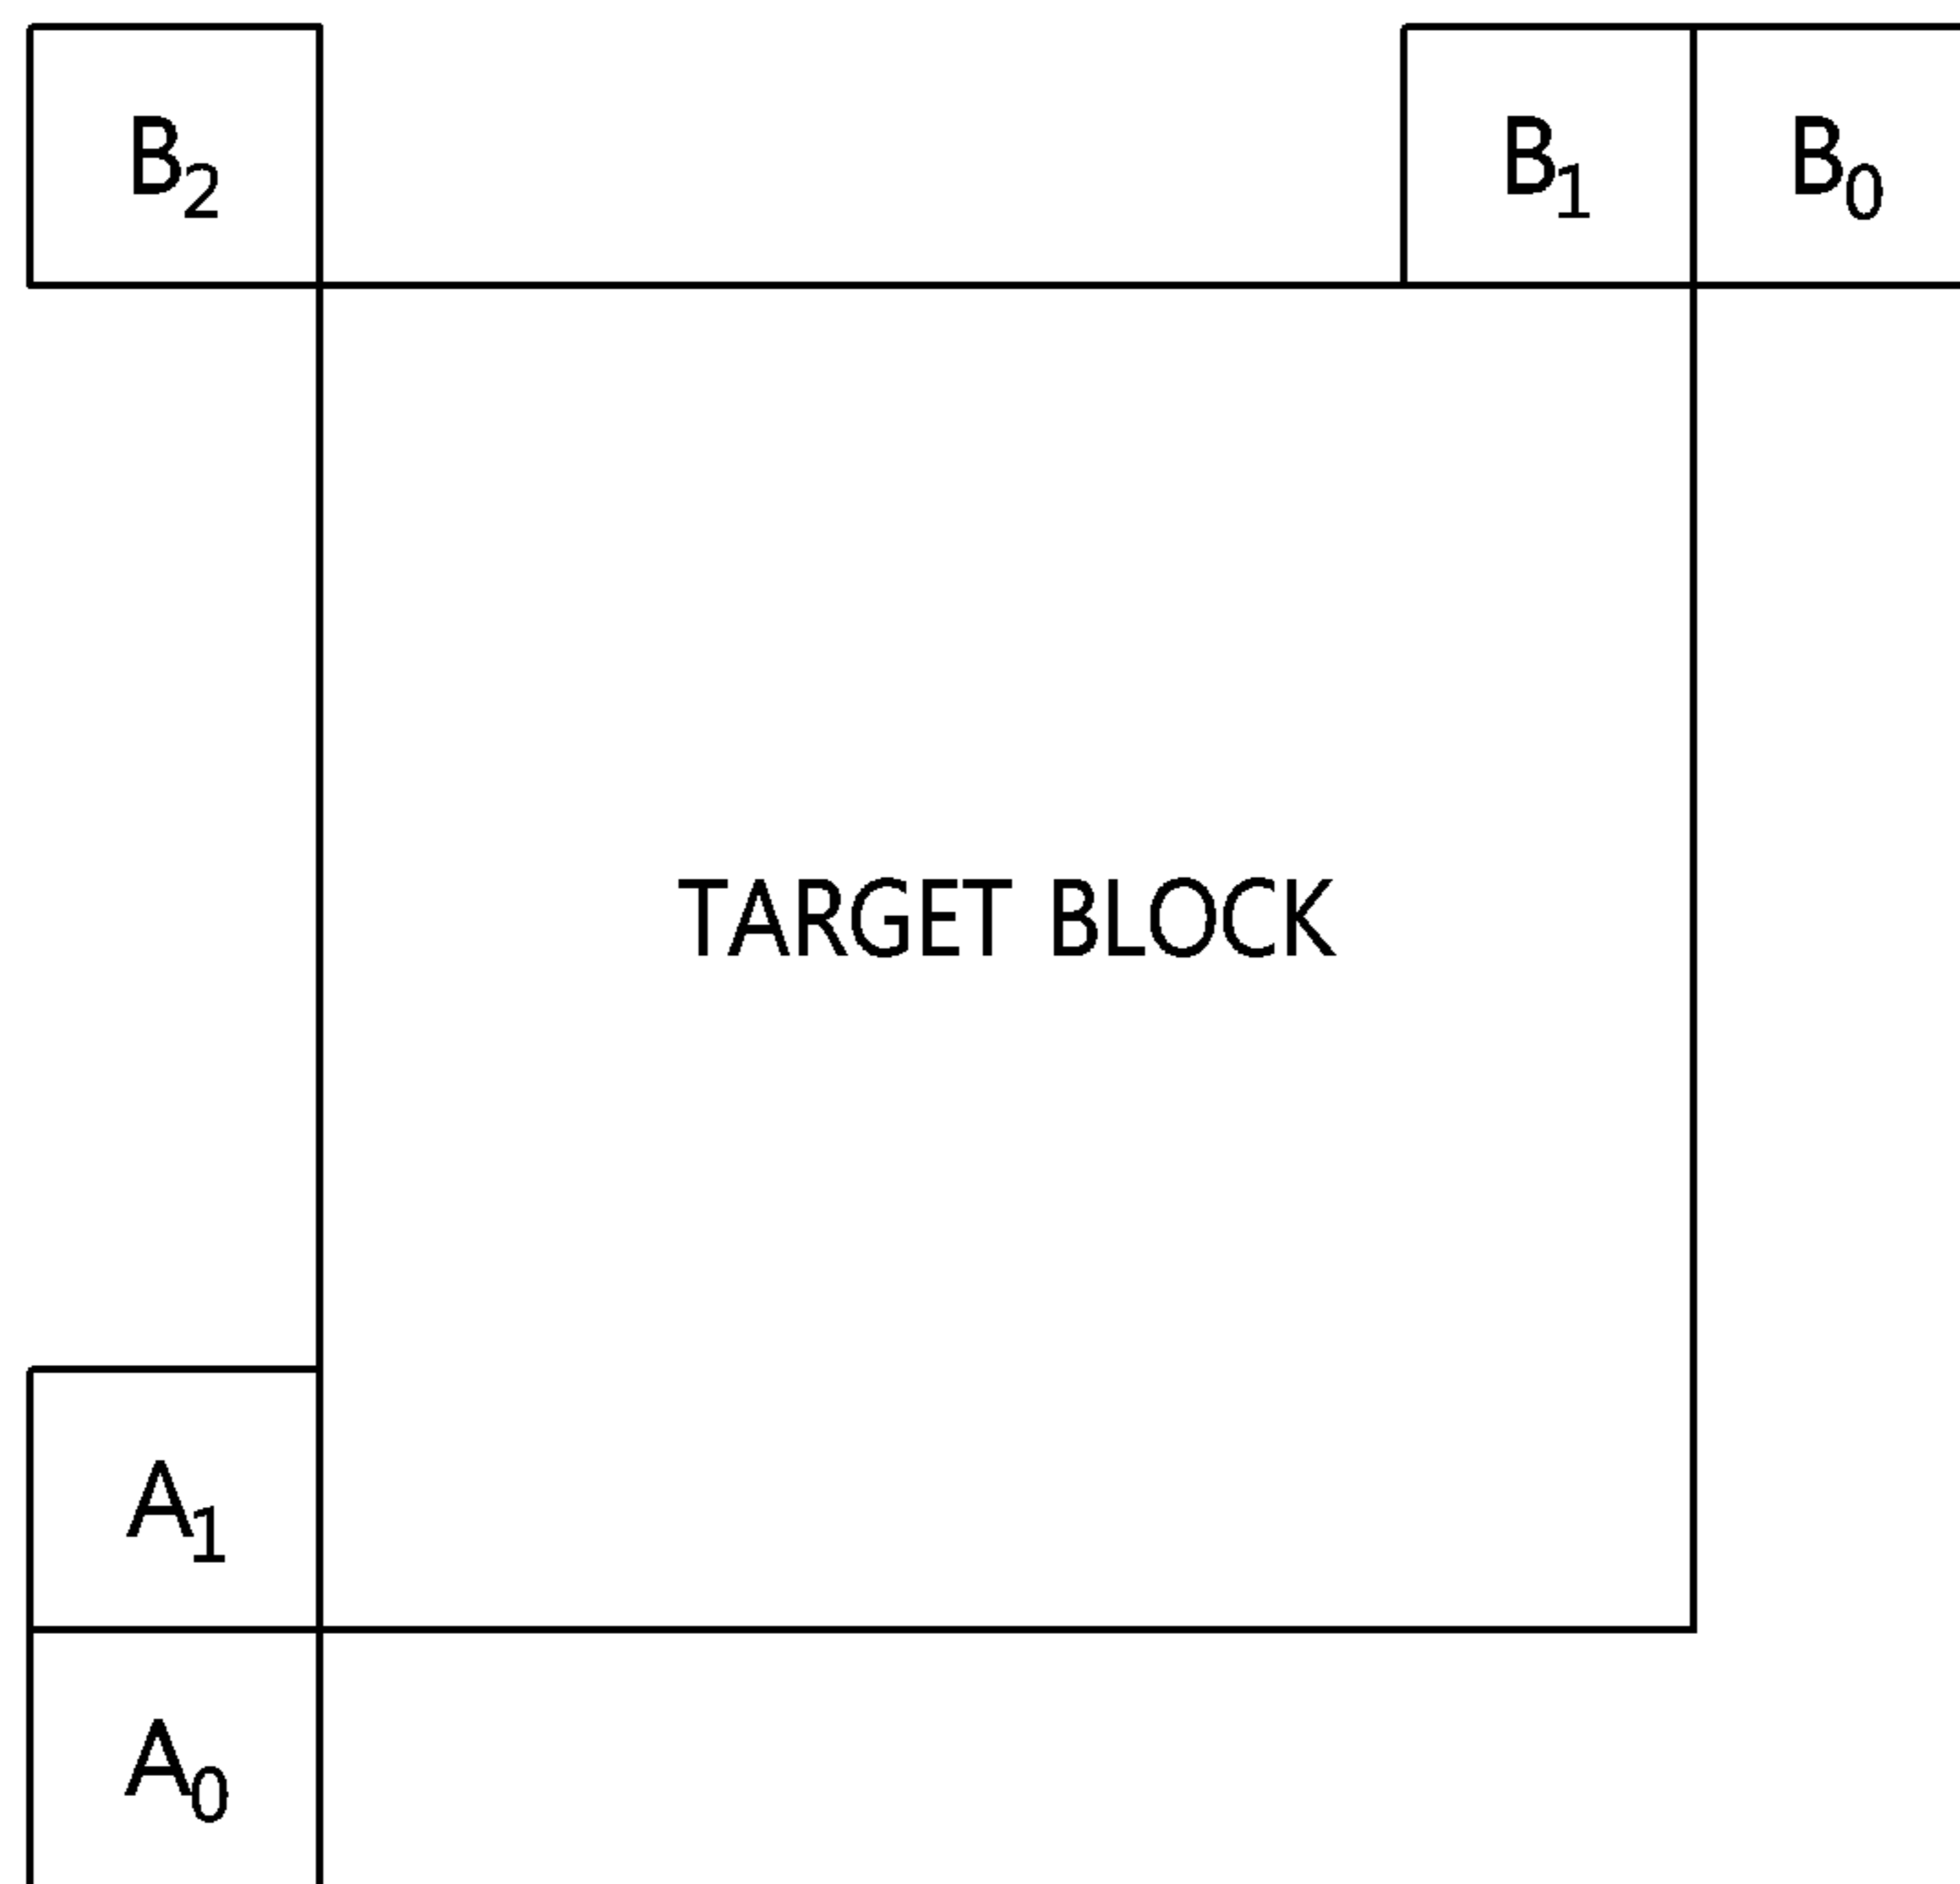 B₂ B₁ B₀
TARGET BLOCK
A₁
A₀